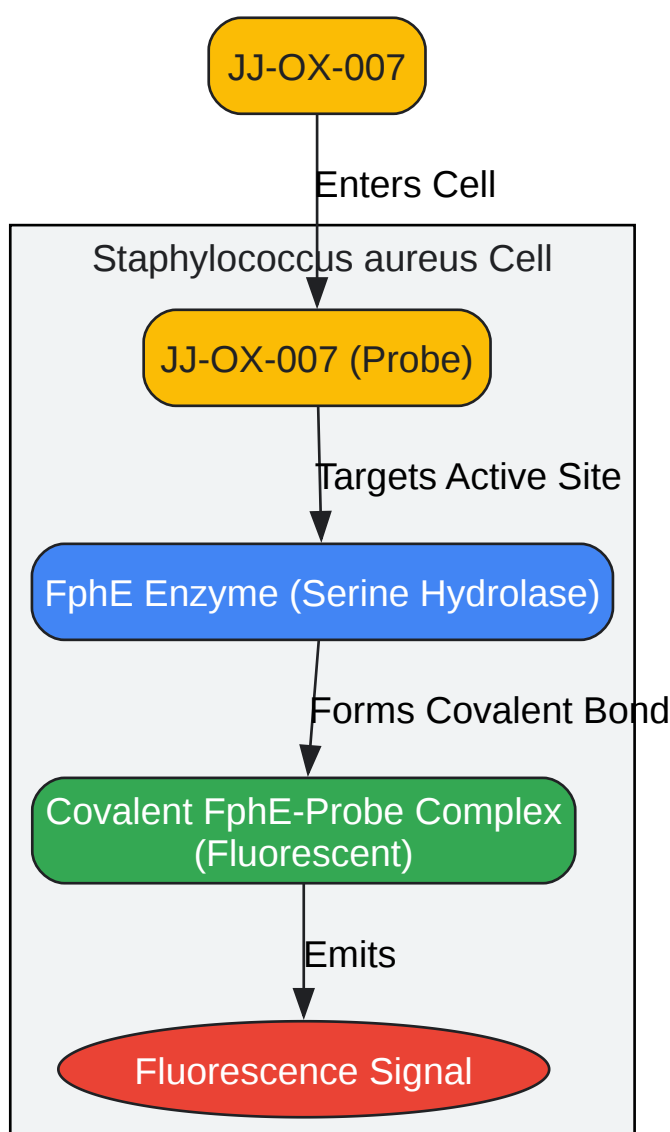 JJ-OX-007
Enters Cell
Staphylococcus aureus Cell
JJ-OX-007 (Probe)
Targets Active Site
FphE Enzyme (Serine Hydrolase)
Forms Covalent Bond
Covalent FphE-Probe Complex
(Fluorescent)
Emits
Fluorescence Signal